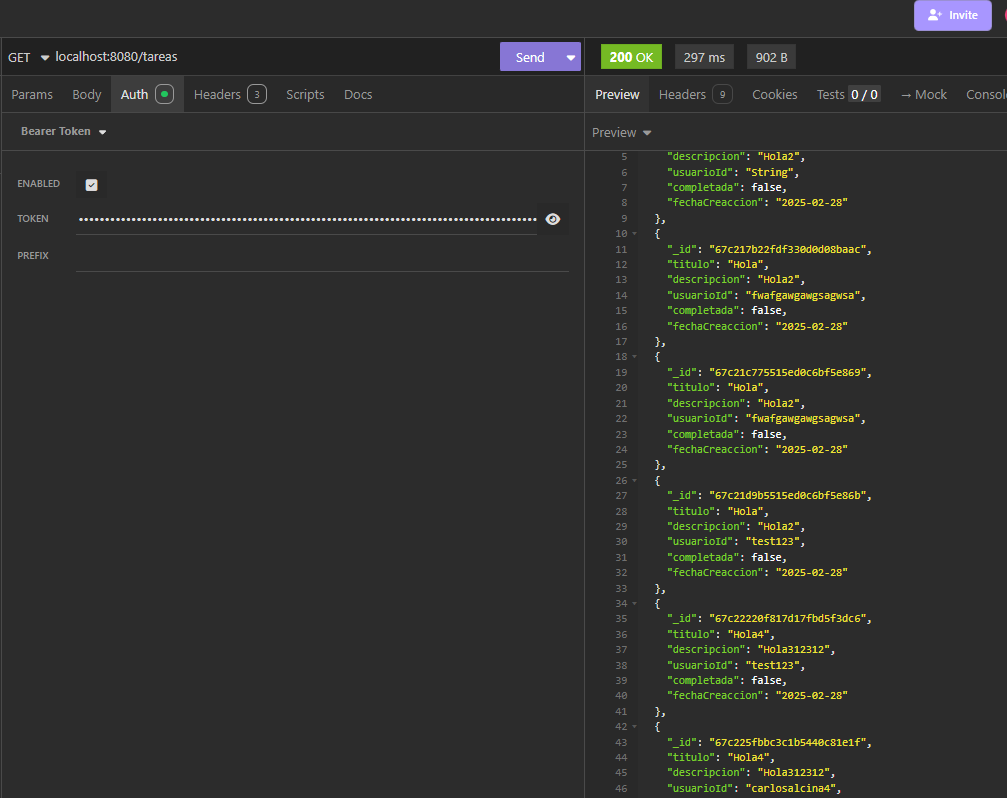 Invite
GET localhost:8080/tareas Send
200 OK 297 ms 902 B
Params Body Auth Headers 3 Scripts Docs
Preview Headers 9 Cookies Tests 0 / 0 → Mock Consol
Bearer Token
Preview
ENABLED
TOKEN ••••••••••••••••••••••••••••••••••••••••••••••••••••••••••••••••••••••••••••••
PREFIX
5 "descripcion": "Hola2",
6 "usuarioId": "String",
7 "completada": false,
8 "fechaCreaccion": "2025-02-28"
9 },
10 {
11 "_id": "67c217b22fdf330d0d08baac",
12 "titulo": "Hola",
13 "descripcion": "Hola2",
14 "usuarioId": "fwafgawgawgsagwsa",
15 "completada": false,
16 "fechaCreaccion": "2025-02-28"
17 },
18 {
19 "_id": "67c21c775515ed0c6bf5e869",
20 "titulo": "Hola",
21 "descripcion": "Hola2",
22 "usuarioId": "fwafgawgawgsagwsa",
23 "completada": false,
24 "fechaCreaccion": "2025-02-28"
25 },
26 {
27 "_id": "67c21d9b5515ed0c6bf5e86b",
28 "titulo": "Hola",
29 "descripcion": "Hola2",
30 "usuarioId": "test123",
31 "completada": false,
32 "fechaCreaccion": "2025-02-28"
33 },
34 {
35 "_id": "67c22220f817d17fbd5f3dc6",
36 "titulo": "Hola4",
37 "descripcion": "Hola312312",
38 "usuarioId": "test123",
39 "completada": false,
40 "fechaCreaccion": "2025-02-28"
41 },
42 {
43 "_id": "67c225fbbc3c1b5440c81e1f",
44 "titulo": "Hola4",
45 "descripcion": "Hola312312",
46 "usuarioId": "carlosalcina4",